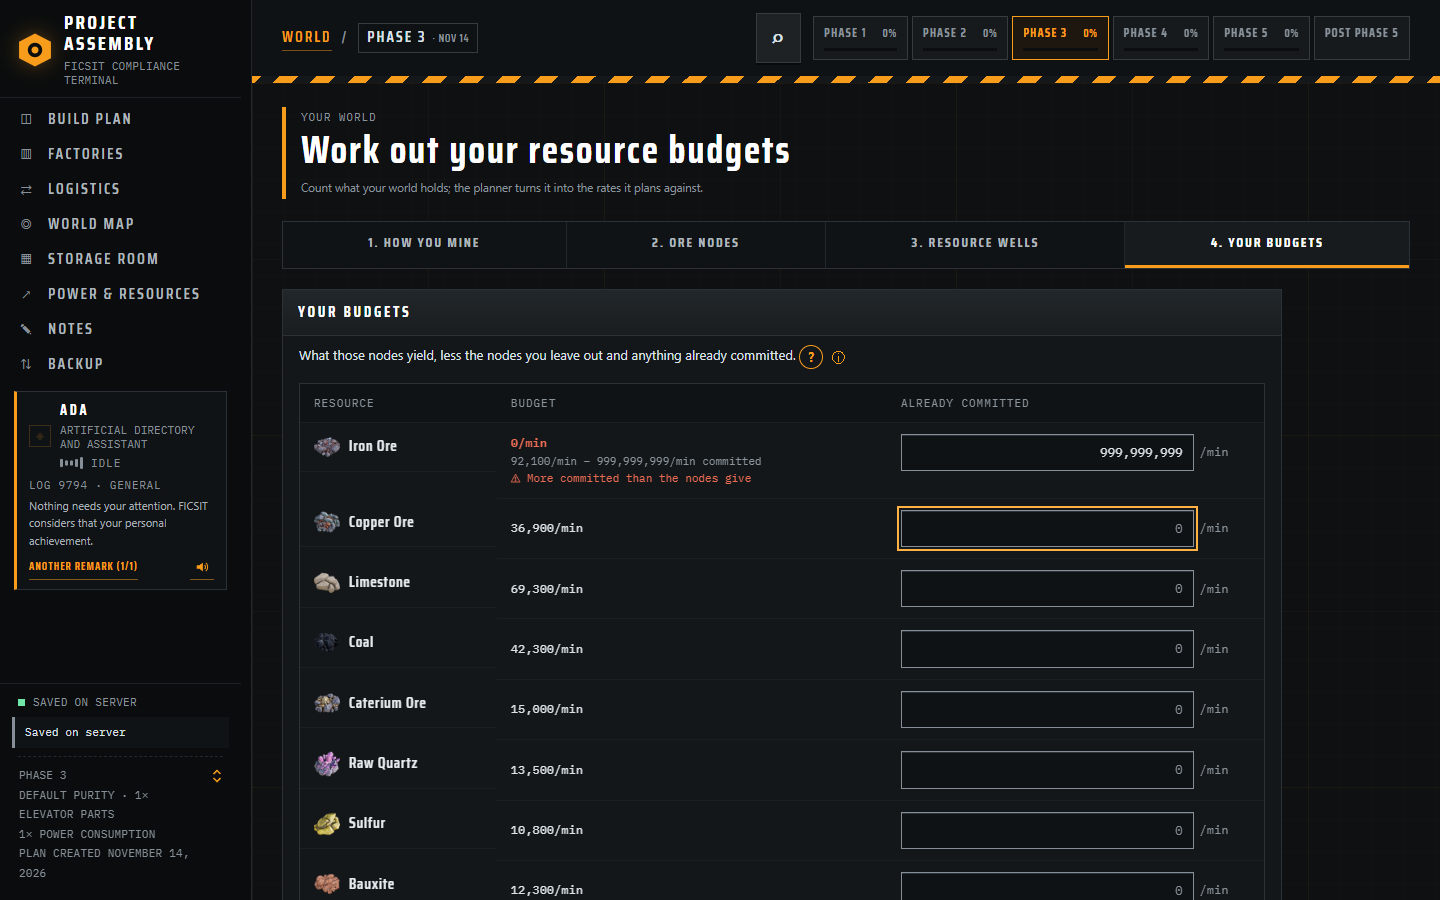 PROJECT ASSEMBLY
FICSIT COMPLIANCE TERMINAL
BUILD PLAN
FACTORIES
LOGISTICS
WORLD MAP
STORAGE ROOM
POWER & RESOURCES
NOTES
BACKUP
ADA
ARTIFICIAL DIRECTORY
AND ASSISTANT
IDLE
LOG 9794 · GENERAL
Nothing needs your attention. FICSIT
considers that your personal
achievement.
ANOTHER REMARK (1/1)
SAVED ON SERVER
Saved on server
PHASE 3
DEFAULT PURITY · 1×
ELEVATOR PARTS
1× POWER CONSUMPTION
PLAN CREATED NOVEMBER 14,
2026
WORLD / PHASE 3 · NOV 14
PHASE 1 0%
PHASE 2 0%
PHASE 3 0%
PHASE 4 0%
PHASE 5 0%
POST PHASE 5
YOUR WORLD
Work out your resource budgets
Count what your world holds; the planner turns it into the rates it plans against.
1. HOW YOU MINE
2. ORE NODES
3. RESOURCE WELLS
4. YOUR BUDGETS
YOUR BUDGETS
What those nodes yield, less the nodes you leave out and anything already committed. ?
RESOURCE BUDGET ALREADY COMMITTED
Iron Ore 0/min 999,999,999 /min
92,100/min − 999,999,999/min committed
⚠ More committed than the nodes give
Copper Ore 36,900/min 0 /min
Limestone 69,300/min 0 /min
Coal 42,300/min 0 /min
Caterium Ore 15,000/min 0 /min
Raw Quartz 13,500/min 0 /min
Sulfur 10,800/min 0 /min
Bauxite 12,300/min 0 /min